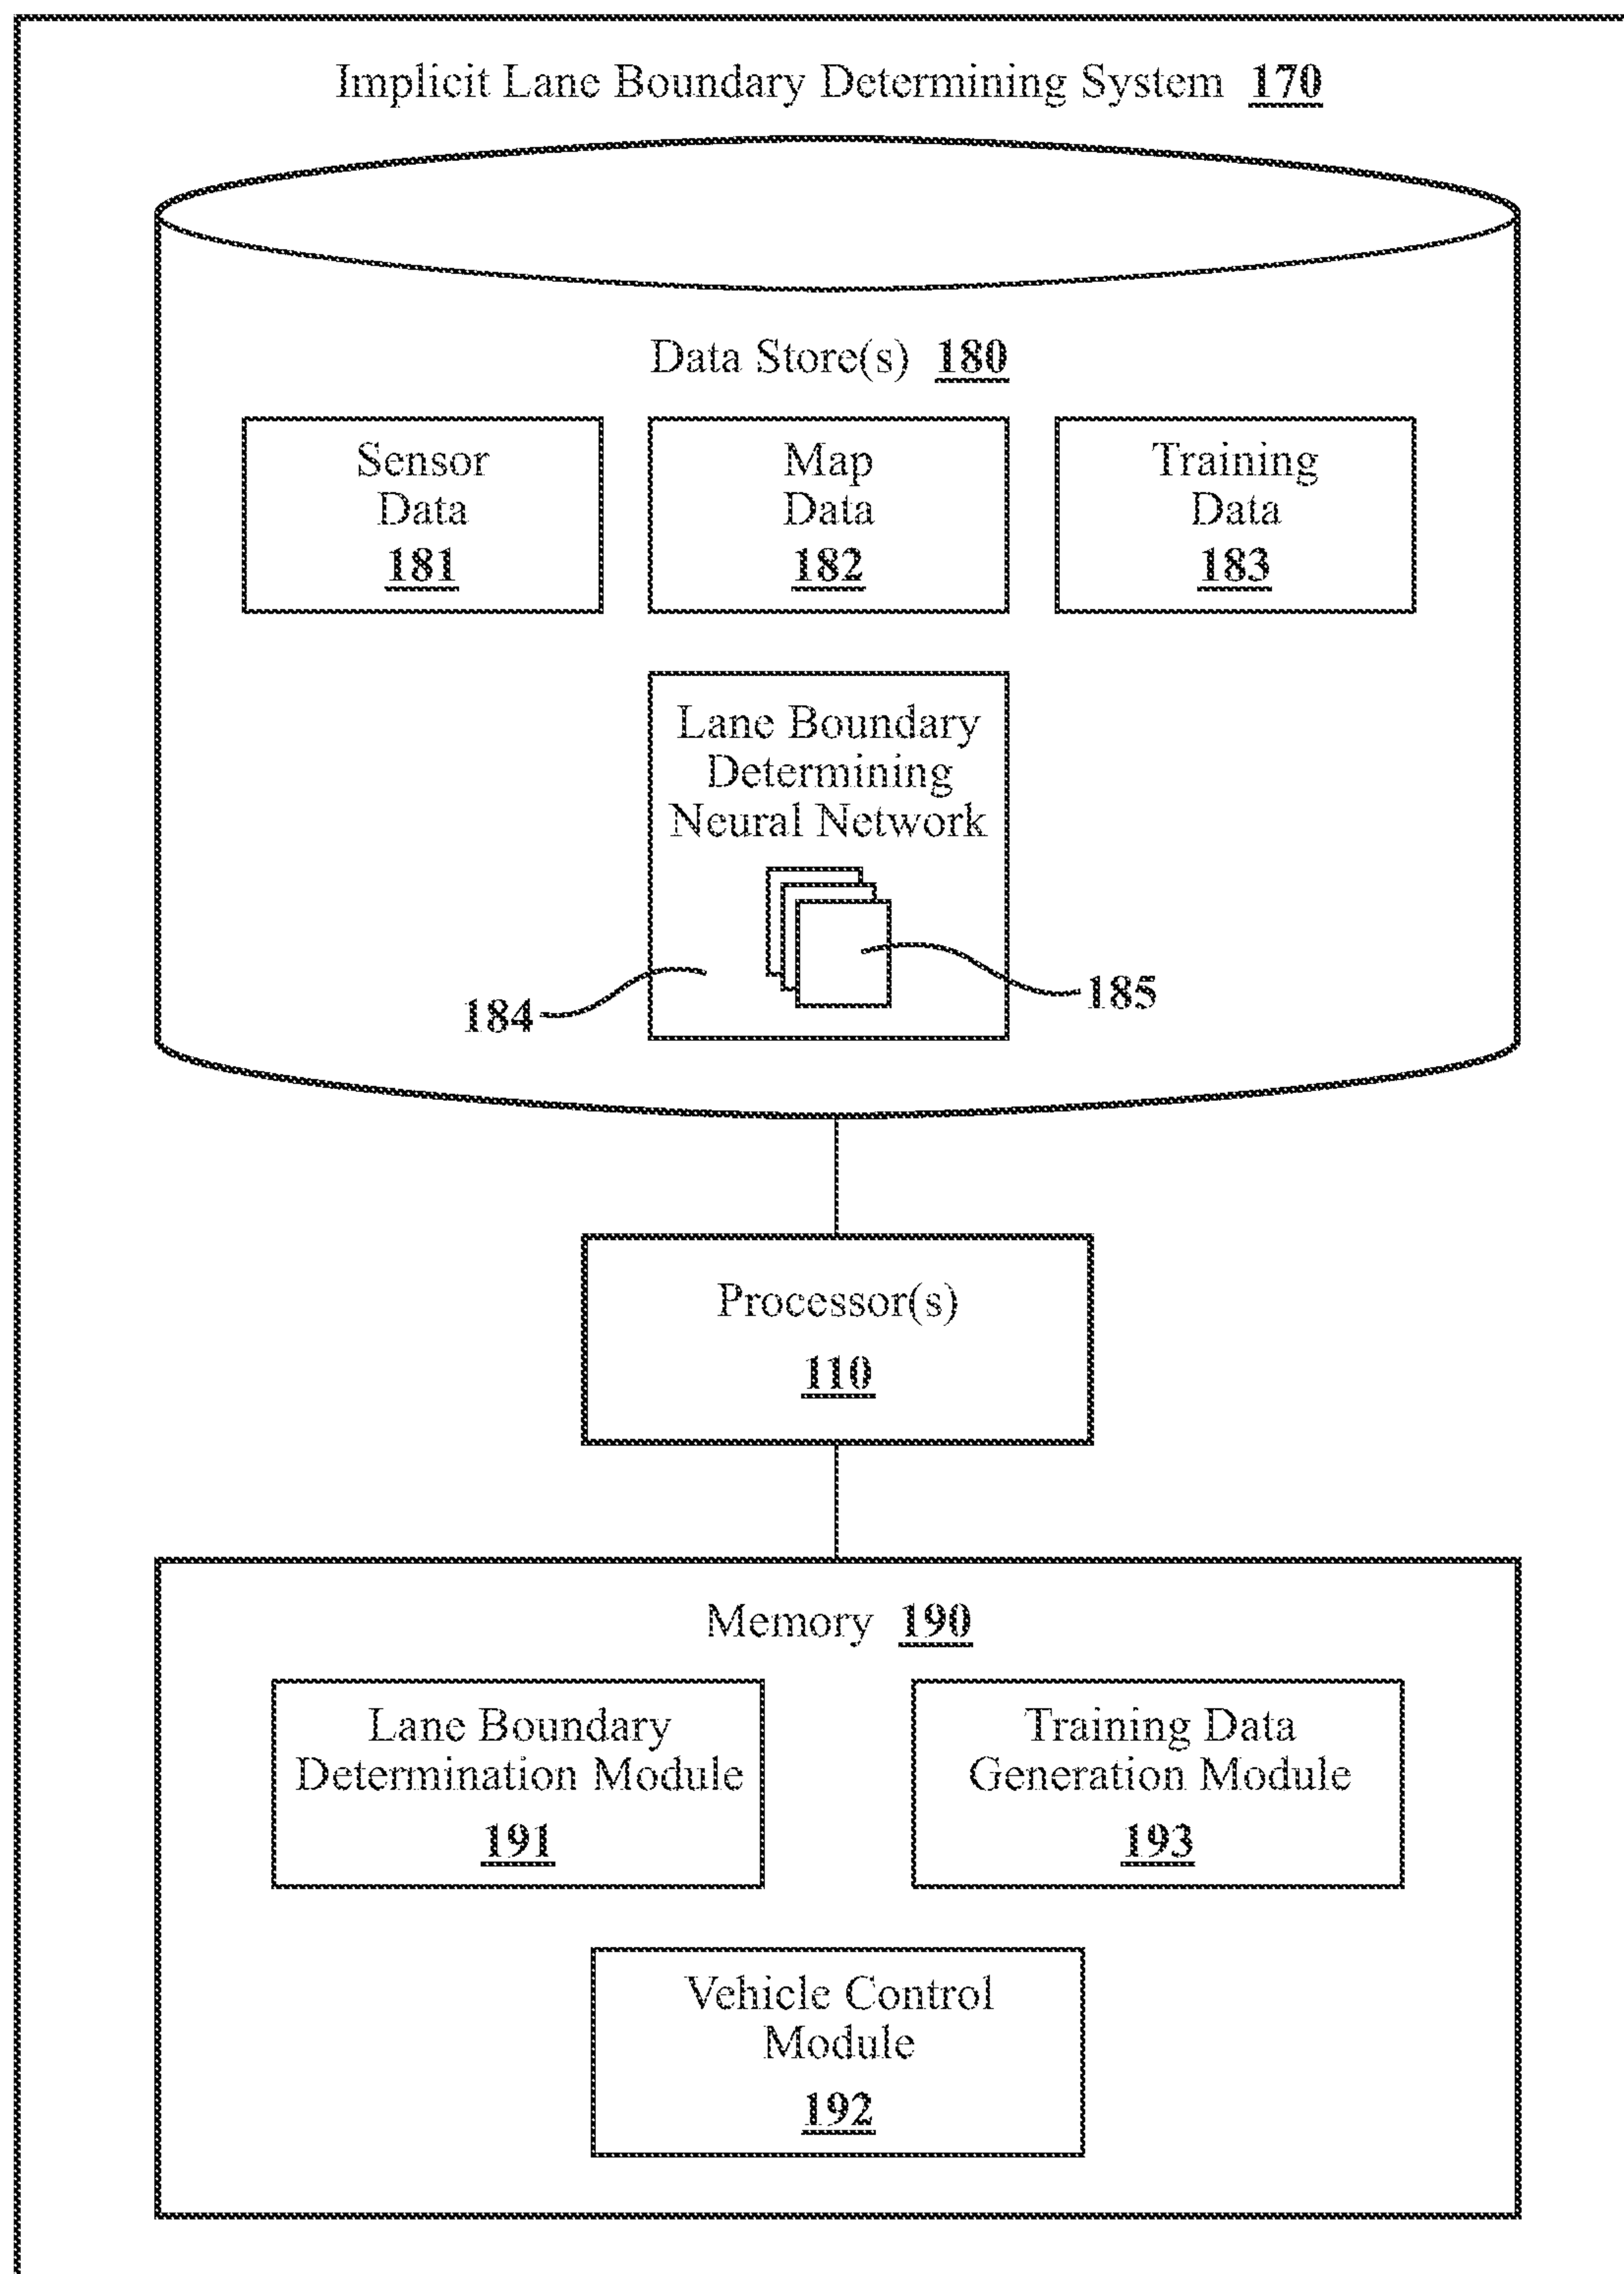 Implicit Lane Boundary Determining System 170
Data Store(s) 180
Sensor
Data
181
Map
Data
182
Training
Data
183
Lane Boundary
Determining
Neural Network
184
185
Processor(s)
110
Memory 190
Lane Boundary
Determination Module
191
Training Data
Generation Module
193
Vehicle Control
Module
192